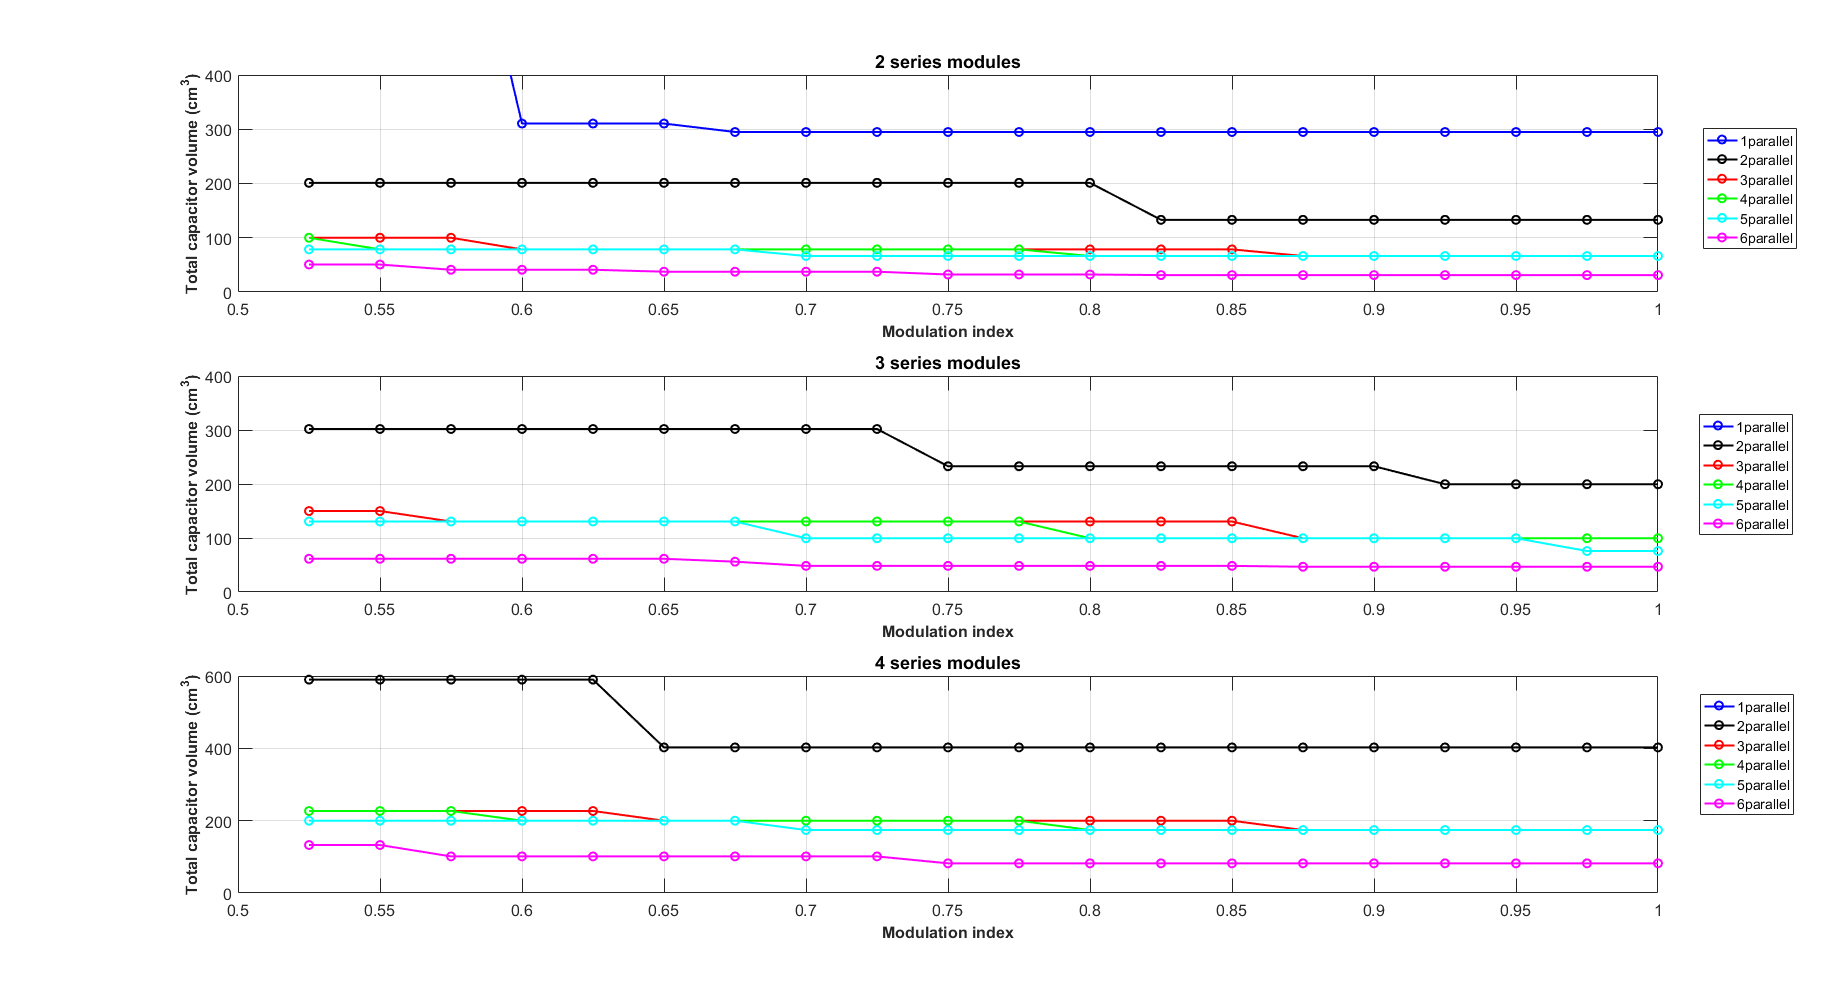 2 series modules
Total capacitor volume (cm³)
400
300
200
100
0
0.5 0.55 0.6 0.65 0.7 0.75 0.8 0.85 0.9 0.95 1
Modulation index
1parallel
2parallel
3parallel
4parallel
5parallel
6parallel
3 series modules
Total capacitor volume (cm³)
400
300
200
100
0
0.5 0.55 0.6 0.65 0.7 0.75 0.8 0.85 0.9 0.95 1
Modulation index
1parallel
2parallel
3parallel
4parallel
5parallel
6parallel
4 series modules
Total capacitor volume (cm³)
600
400
200
0
0.5 0.55 0.6 0.65 0.7 0.75 0.8 0.85 0.9 0.95 1
Modulation index
1parallel
2parallel
3parallel
4parallel
5parallel
6parallel